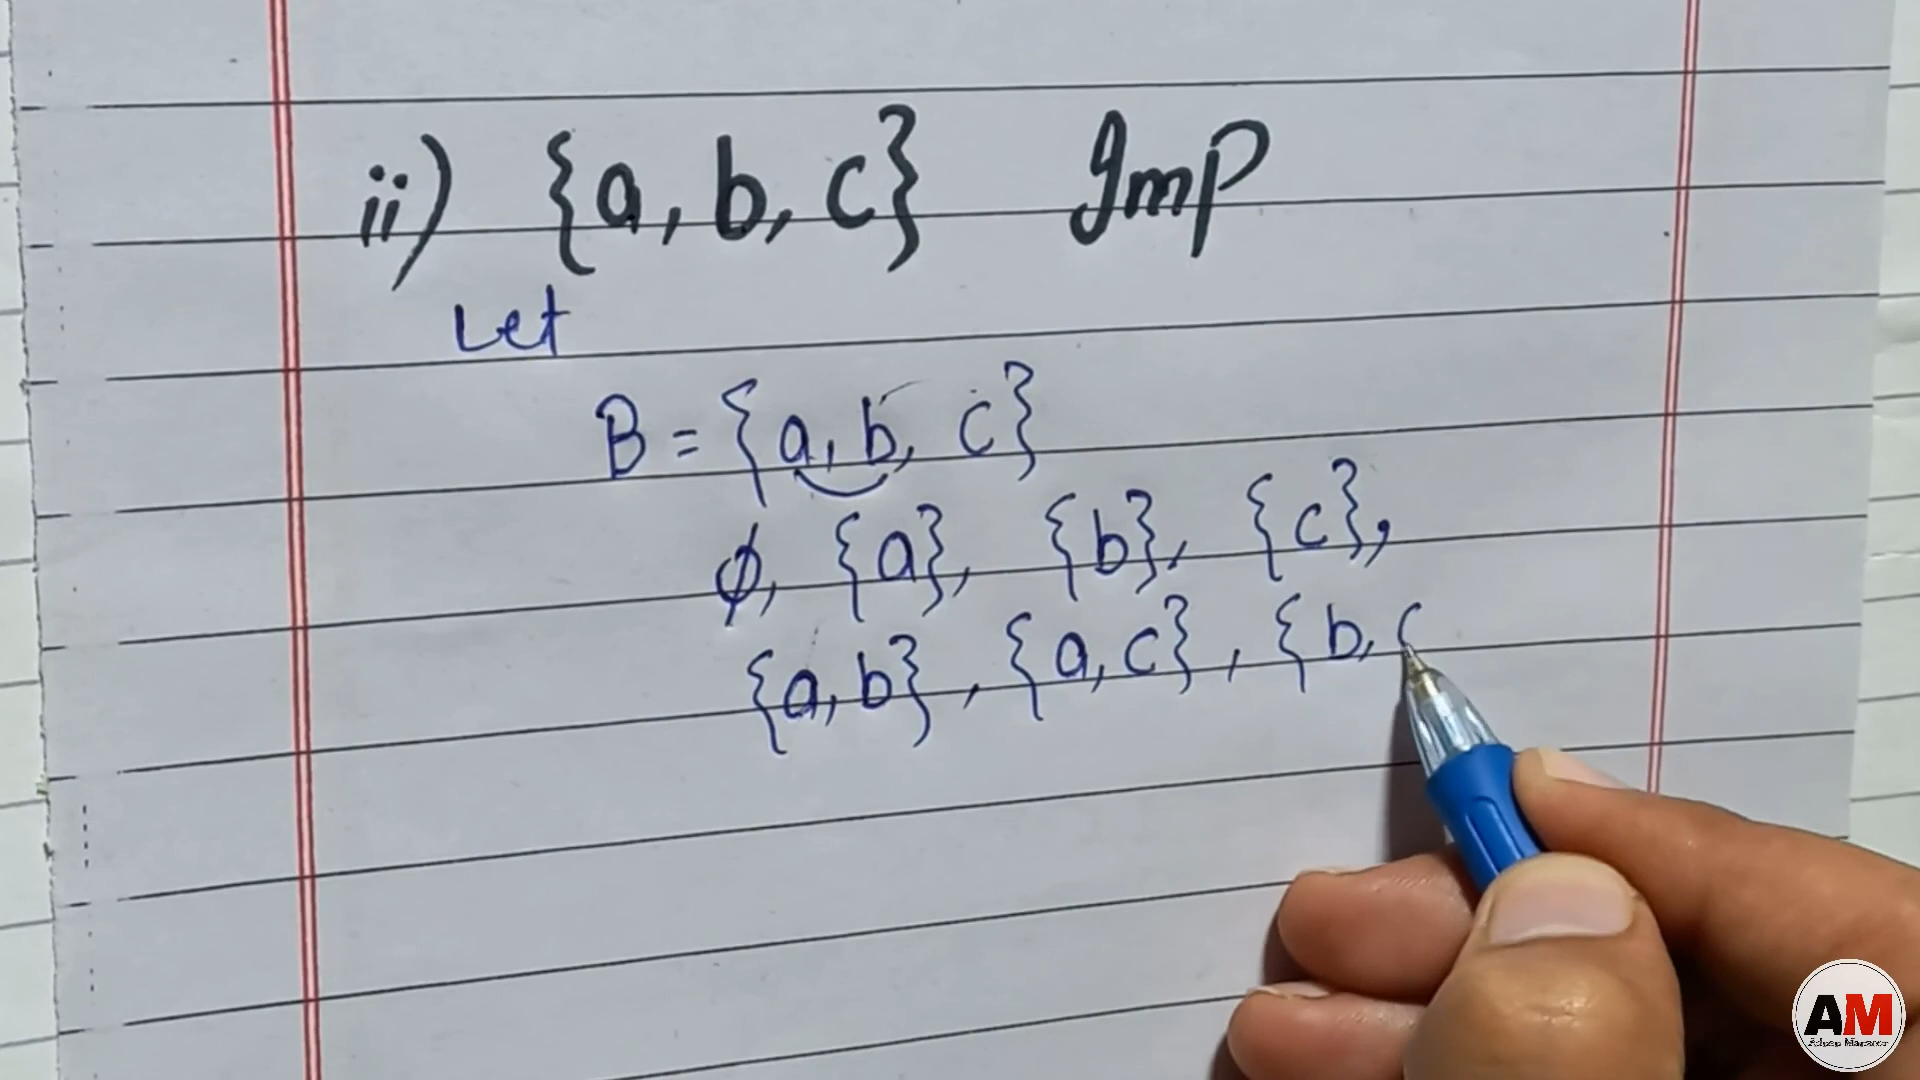 ii) {a, b, c} Imp
Let
B = {a, b, c}
ϕ, {a}, {b}, {c},
{a, b}, {a, c}, {b, c
AM